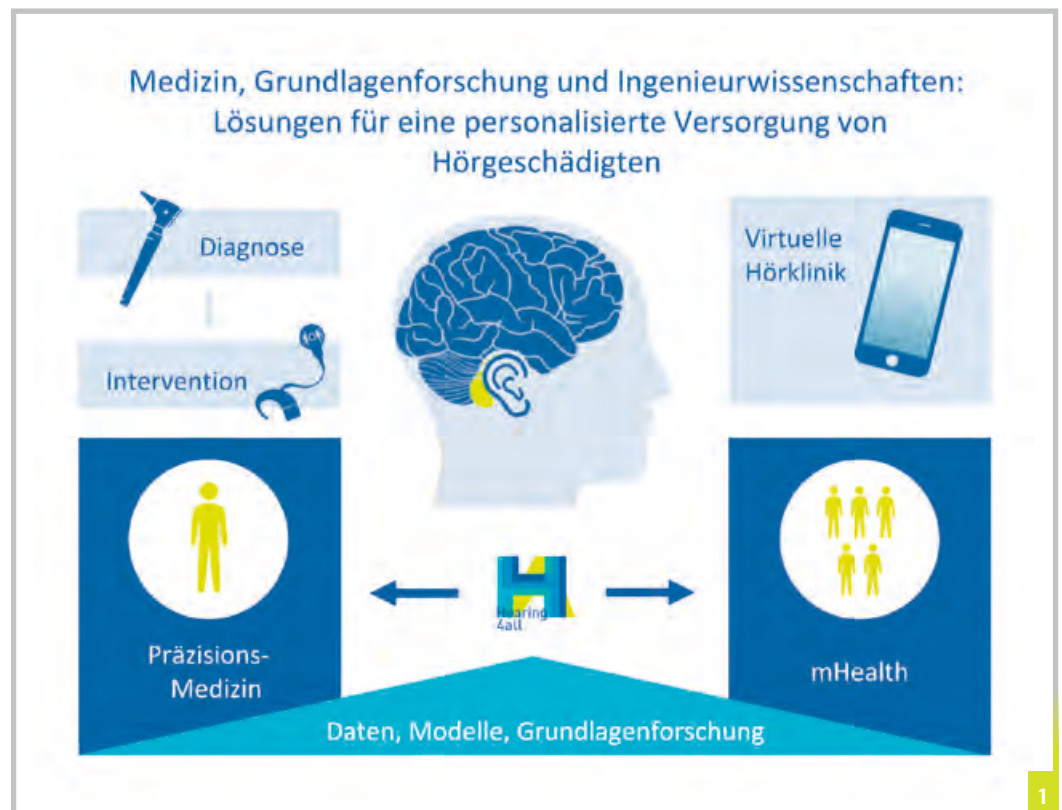 Medizin, Grundlagenforschung und Ingenieurwissenschaften:
Lösungen für eine personalisierte Versorgung von
Hörgeschädigten
Diagnose
Intervention
Virtuelle
Hörklinik
Präzisions-
Medizin
Hearing
4all
mHealth
Daten, Modelle, Grundlagenforschung
1